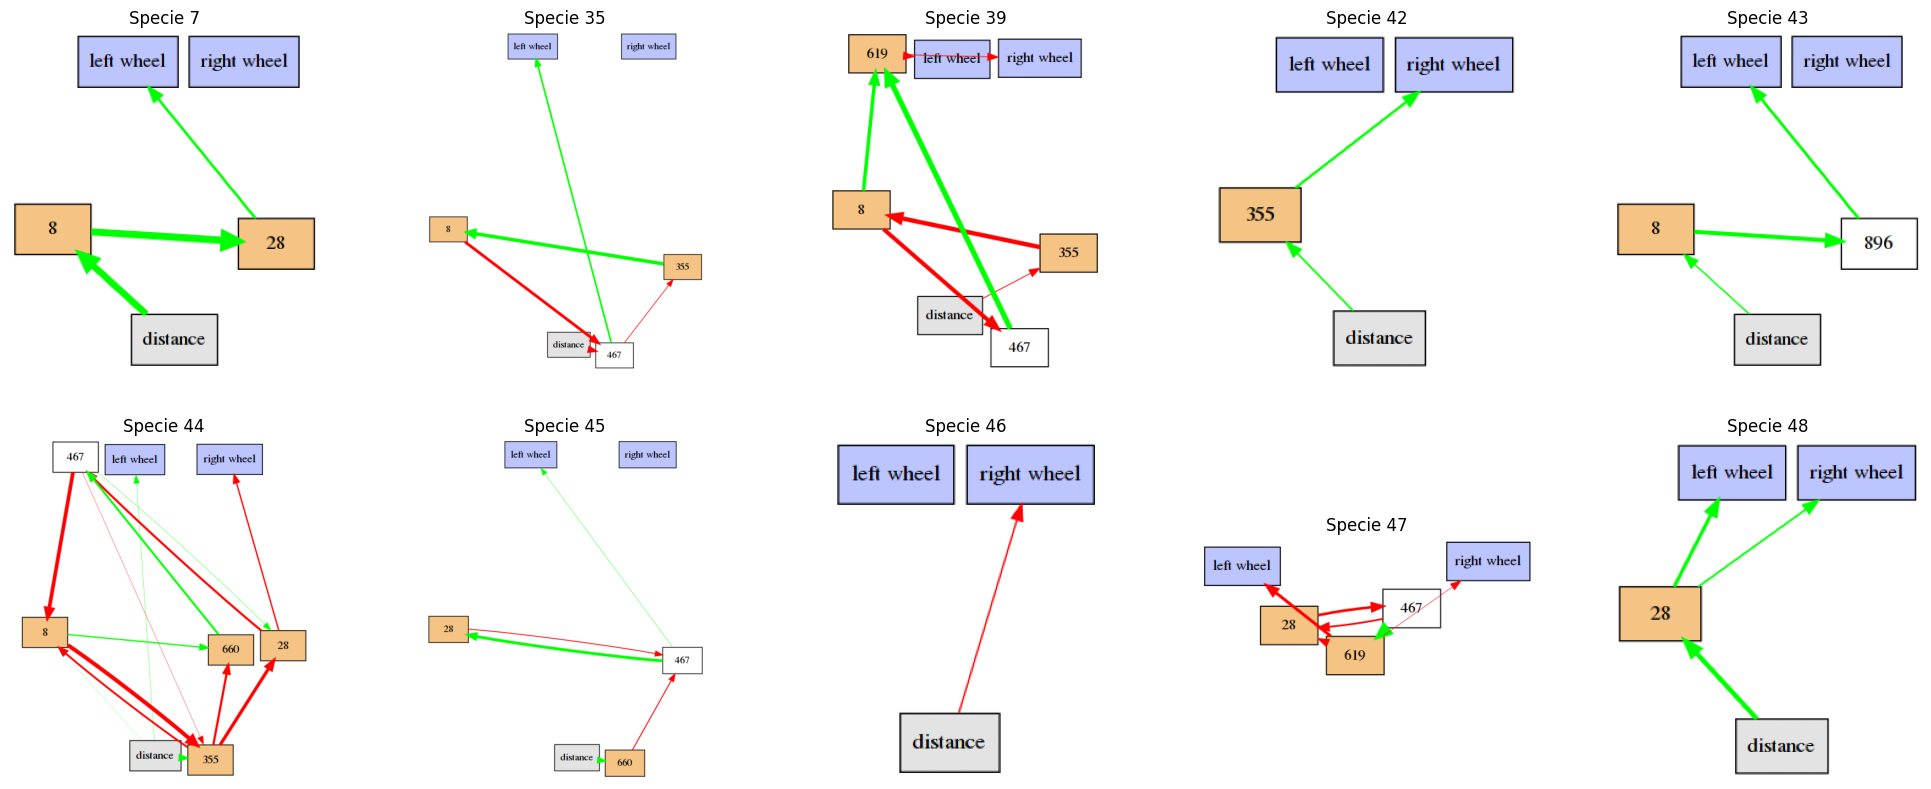 Specie 7
left wheel
right wheel
8
28
distance
Specie 35
left wheel
right wheel
8
355
distance
467
Specie 39
619
left wheel
right wheel
8
355
distance
467
Specie 42
left wheel
right wheel
355
distance
Specie 43
left wheel
right wheel
8
896
distance
Specie 44
467
left wheel
right wheel
8
660
28
distance
355
Specie 45
left wheel
right wheel
28
467
distance
660
Specie 46
left wheel
right wheel
distance
Specie 47
left wheel
right wheel
467
28
619
Specie 48
left wheel
right wheel
28
distance